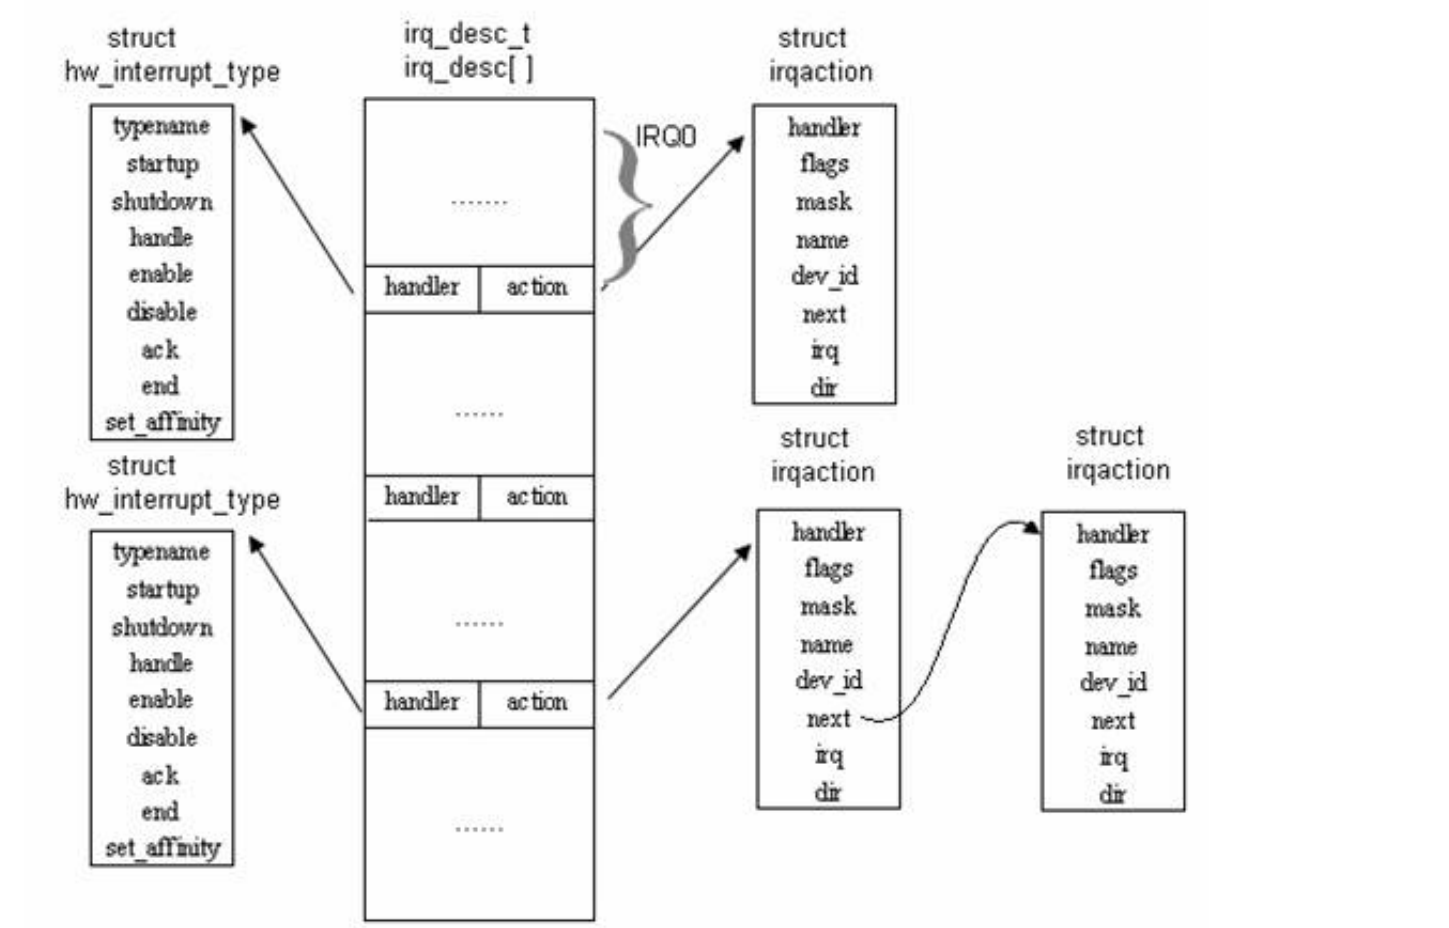 struct
hw_interrupt_type
typename
startup
shutdown
handle
enable
disable
ack
end
set_affinity
struct
hw_interrupt_type
typename
startup
shutdown
handle
enable
disable
ack
end
set_affinity
irq_desc_t
irq_desc[ ]
.......
handler action
......
handler action
......
handler action
......
IRQ0
struct
irqaction
handler
flags
mask
name
dev_id
next
irq
dir
struct
irqaction
handler
flags
mask
name
dev_id
next
irq
dir
struct
irqaction
handler
flags
mask
name
dev_id
next
irq
dir